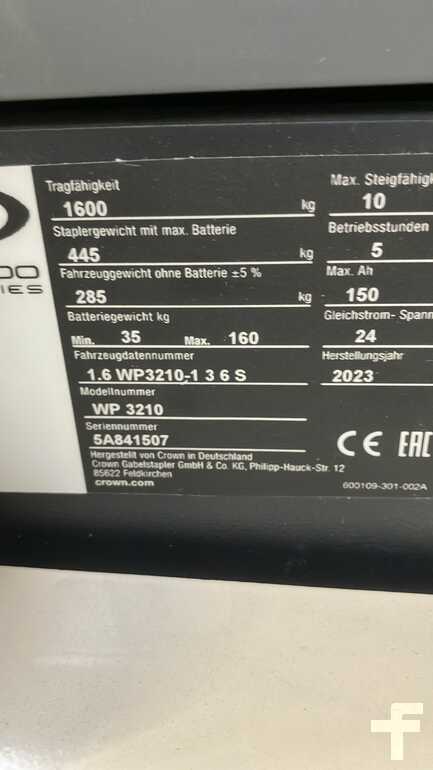 Tragfähigkeit
1600 kg
Max. Steigfähigk
10
Staplergewicht mit max. Batterie
445 kg
Betriebsstunden
5
Fahrzeuggewicht ohne Batterie ±5 %
285 kg
Max. Ah
150
Batteriegewicht kg
Min. 35 Max. 160
Gleichstrom- Spann
24
Fahrzeugdatennummer
1.6 WP3210-1 3 6 S
Herstellungsjahr
2023
Modellnummer
WP 3210
Seriennummer
5A841507
CE EAC
Hergestellt von Crown in Deutschland
Crown Gabelstapler GmbH & Co. KG, Philipp-Hauck-Str. 12
85622 Feldkirchen
crown.com
600109-301-002A